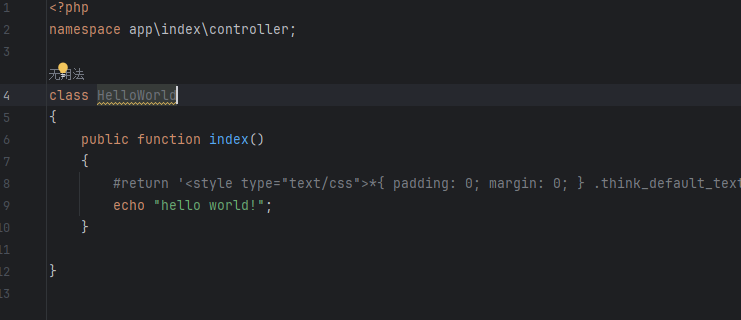 1 <?php
2 namespace app\index\controller;
3
无用法
4 class HelloWorld
5 {
6 public function index()
7 {
8 #return '<style type="text/css">*{ padding: 0; margin: 0; } .think_default_text
9 echo "hello world!";
10 }
11
12 }
13